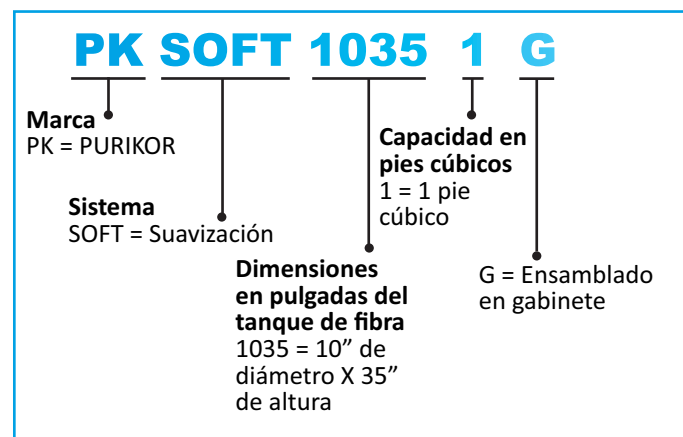 PK SOFT 1035 1 G
Marca
PK = PURIKOR
Sistema
SOFT = Suavización
Dimensiones
en pulgadas del
tanque de fibra
1035 = 10” de
diámetro X 35”
de altura
Capacidad en
pies cúbicos
1 = 1 pie
cúbico
G = Ensamblado
en gabinete